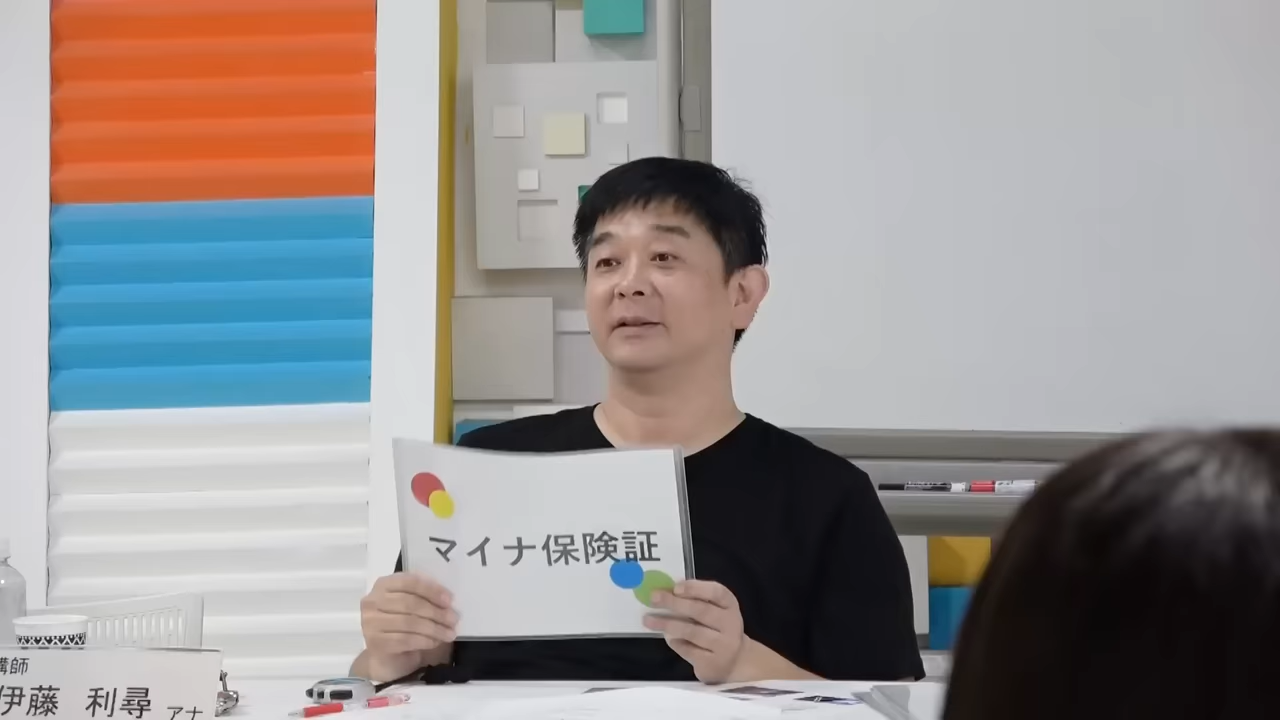 マイナ保険証
講師
伊藤 利尋 アナ